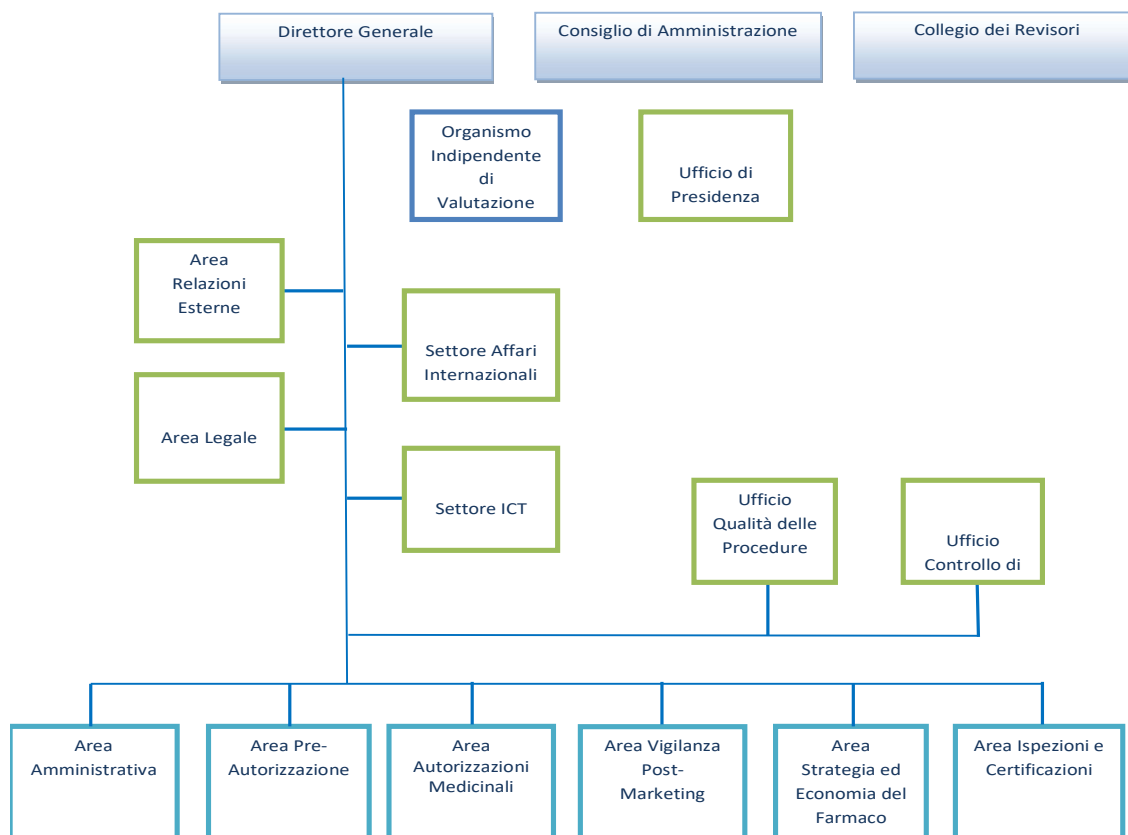 Direttore Generale
Consiglio di Amministrazione
Collegio dei Revisori
Organismo
Indipendente
di
Valutazione
Ufficio di
Presidenza
Area
Relazioni
Esterne
Settore Affari
Internazionali
Area Legale
Settore ICT
Ufficio
Qualità delle
Procedure
Ufficio
Controllo di
Area
Amministrativa
Area Pre-
Autorizzazione
Area
Autorizzazioni
Medicinali
Area Vigilanza
Post-
Marketing
Area
Strategia ed
Economia del
Farmaco
Area Ispezioni e
Certificazioni